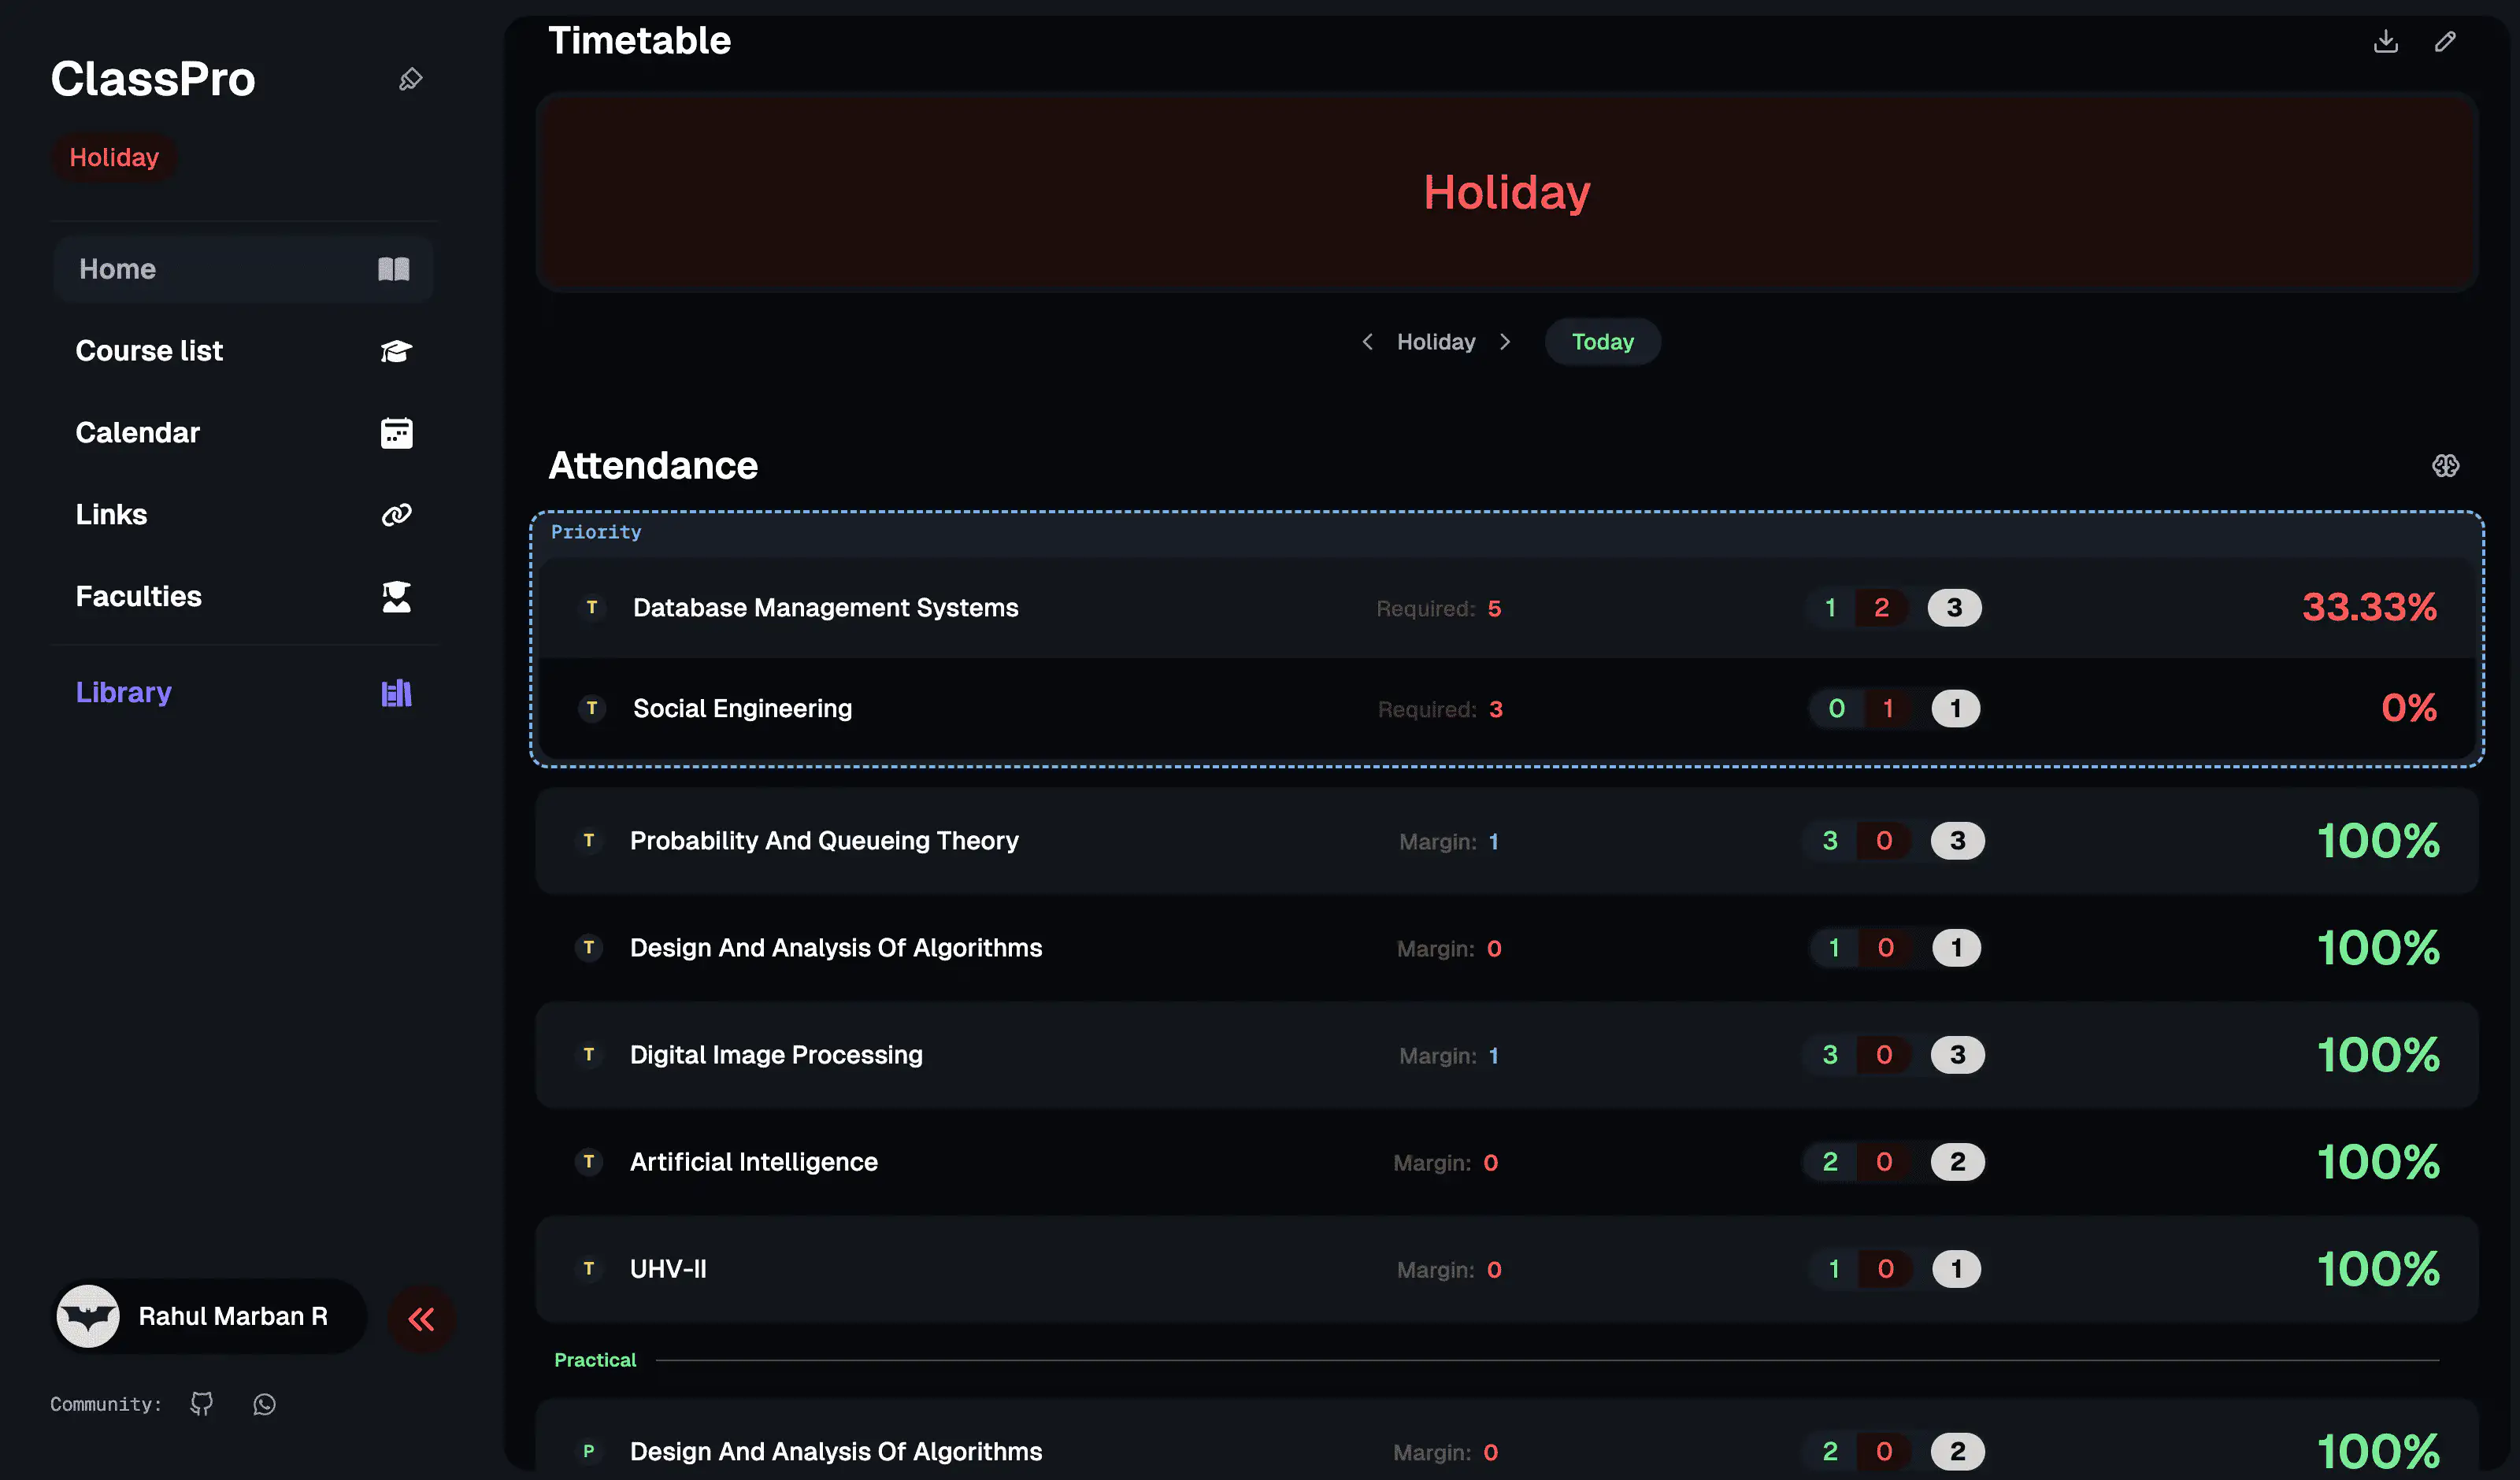 ClassPro
Holiday
Home
Course list
Calendar
Links
Faculties
Library
Rahul Marban R
Community:
Timetable
Holiday
Holiday Today
Attendance
Priority
T Database Management Systems Required: 5 1 2 3 33.33%
T Social Engineering Required: 3 0 1 1 0%
T Probability And Queueing Theory Margin: 1 3 0 3 100%
T Design And Analysis Of Algorithms Margin: 0 1 0 1 100%
T Digital Image Processing Margin: 1 3 0 3 100%
T Artificial Intelligence Margin: 0 2 0 2 100%
T UHV-II Margin: 0 1 0 1 100%
Practical
P Design And Analysis Of Algorithms Margin: 0 2 0 2 100%